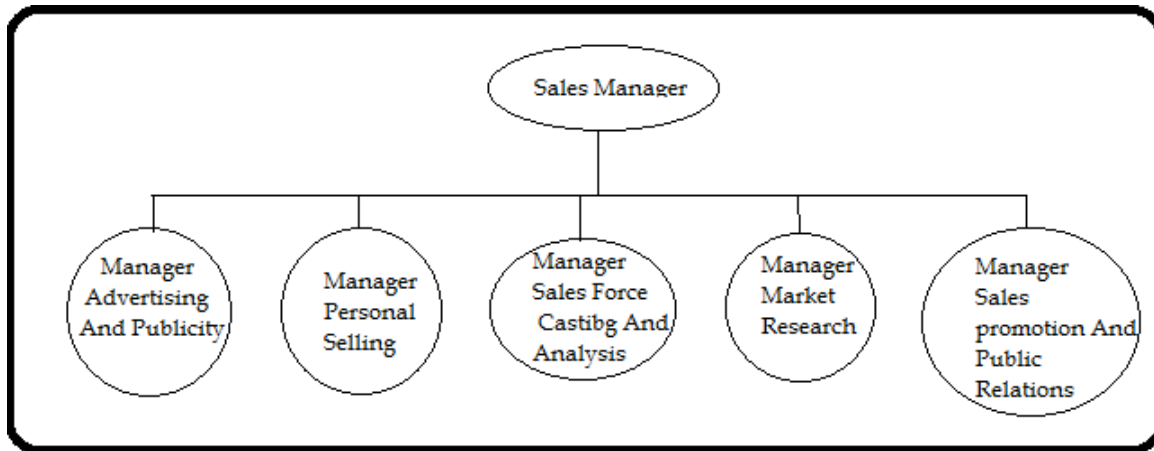 Sales Manager
Manager
Advertising
And Publicity
Manager
Personal
Selling
Manager
Sales Force
Castibg And
Analysis
Manager
Market
Research
Manager
Sales
promotion And
Public
Relations